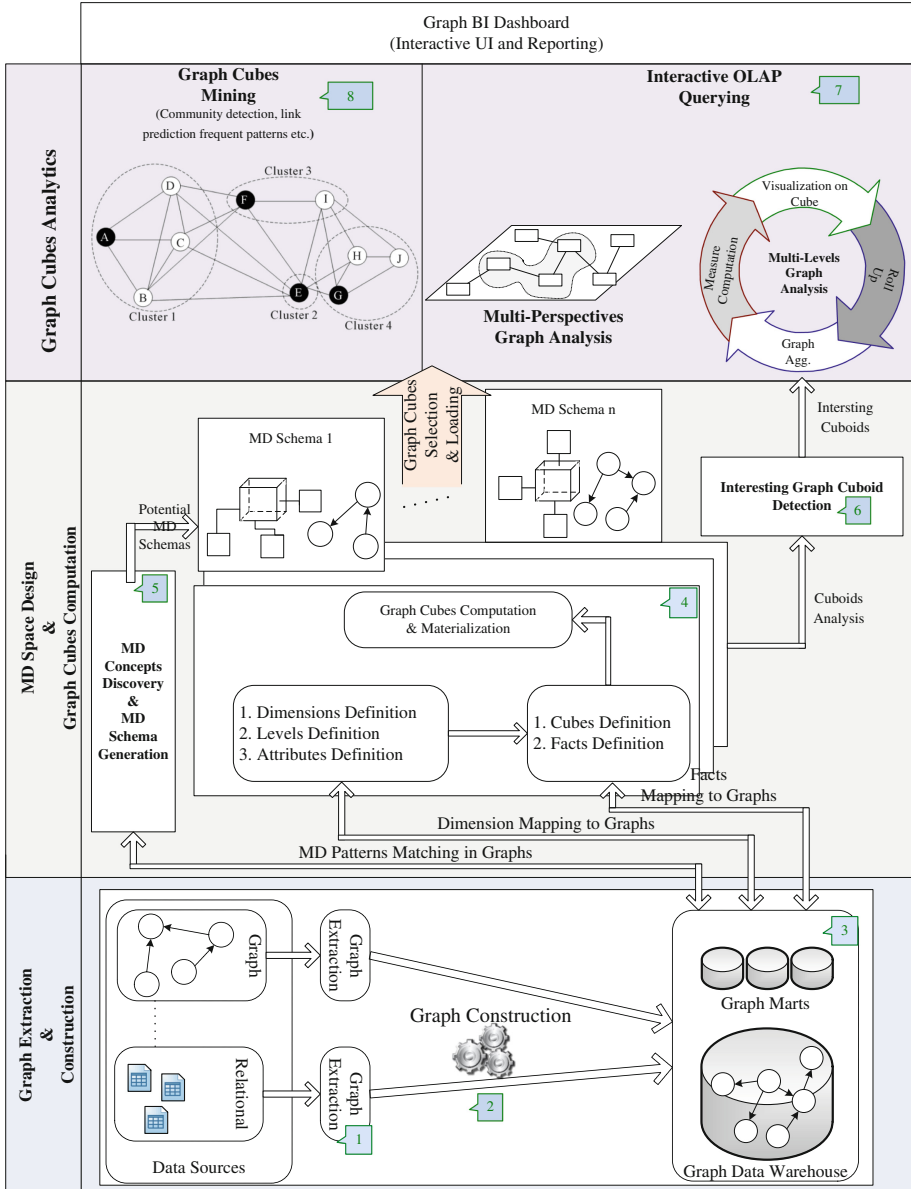 Graph BI Dashboard
(Interactive UI and Reporting)
Graph Cubes Analytics
Graph Cubes
Mining
8
(Community detection, link
prediction frequent patterns etc.)
Cluster 3
D
F
I
A
C
H
J
B
E
G
Cluster 1
Cluster 2
Cluster 4
Interactive OLAP
Querying
7
Multi-Perspectives
Graph Analysis
Visualization on
Cube
Measure
Computation
Multi-Levels
Graph
Analysis
Roll
Up
Graph
Agg.
MD Space Design
&
Graph Cubes Computation
Graph Cubes
Selection
& Loading
MD Schema 1
MD Schema n
. . . . .
Intersting
Cuboids
Interesting Graph Cuboid
Detection
6
Potential
MD
Schemas
5
MD
Concepts
Discovery
&
MD
Schema
Generation
4
Graph Cubes Computation
& Materialization
Cuboids
Analysis
1. Dimensions Definition
2. Levels Definition
3. Attributes Definition
1. Cubes Definition
2. Facts Definition
Facts
Mapping to Graphs
Dimension Mapping to Graphs
MD Patterns Matching in Graphs
Graph Extraction
&
Construction
Graph
Graph
Extraction
3
Graph Marts
Graph Construction
Relational
Graph
Extraction
1
2
Data Sources
Graph Data Warehouse